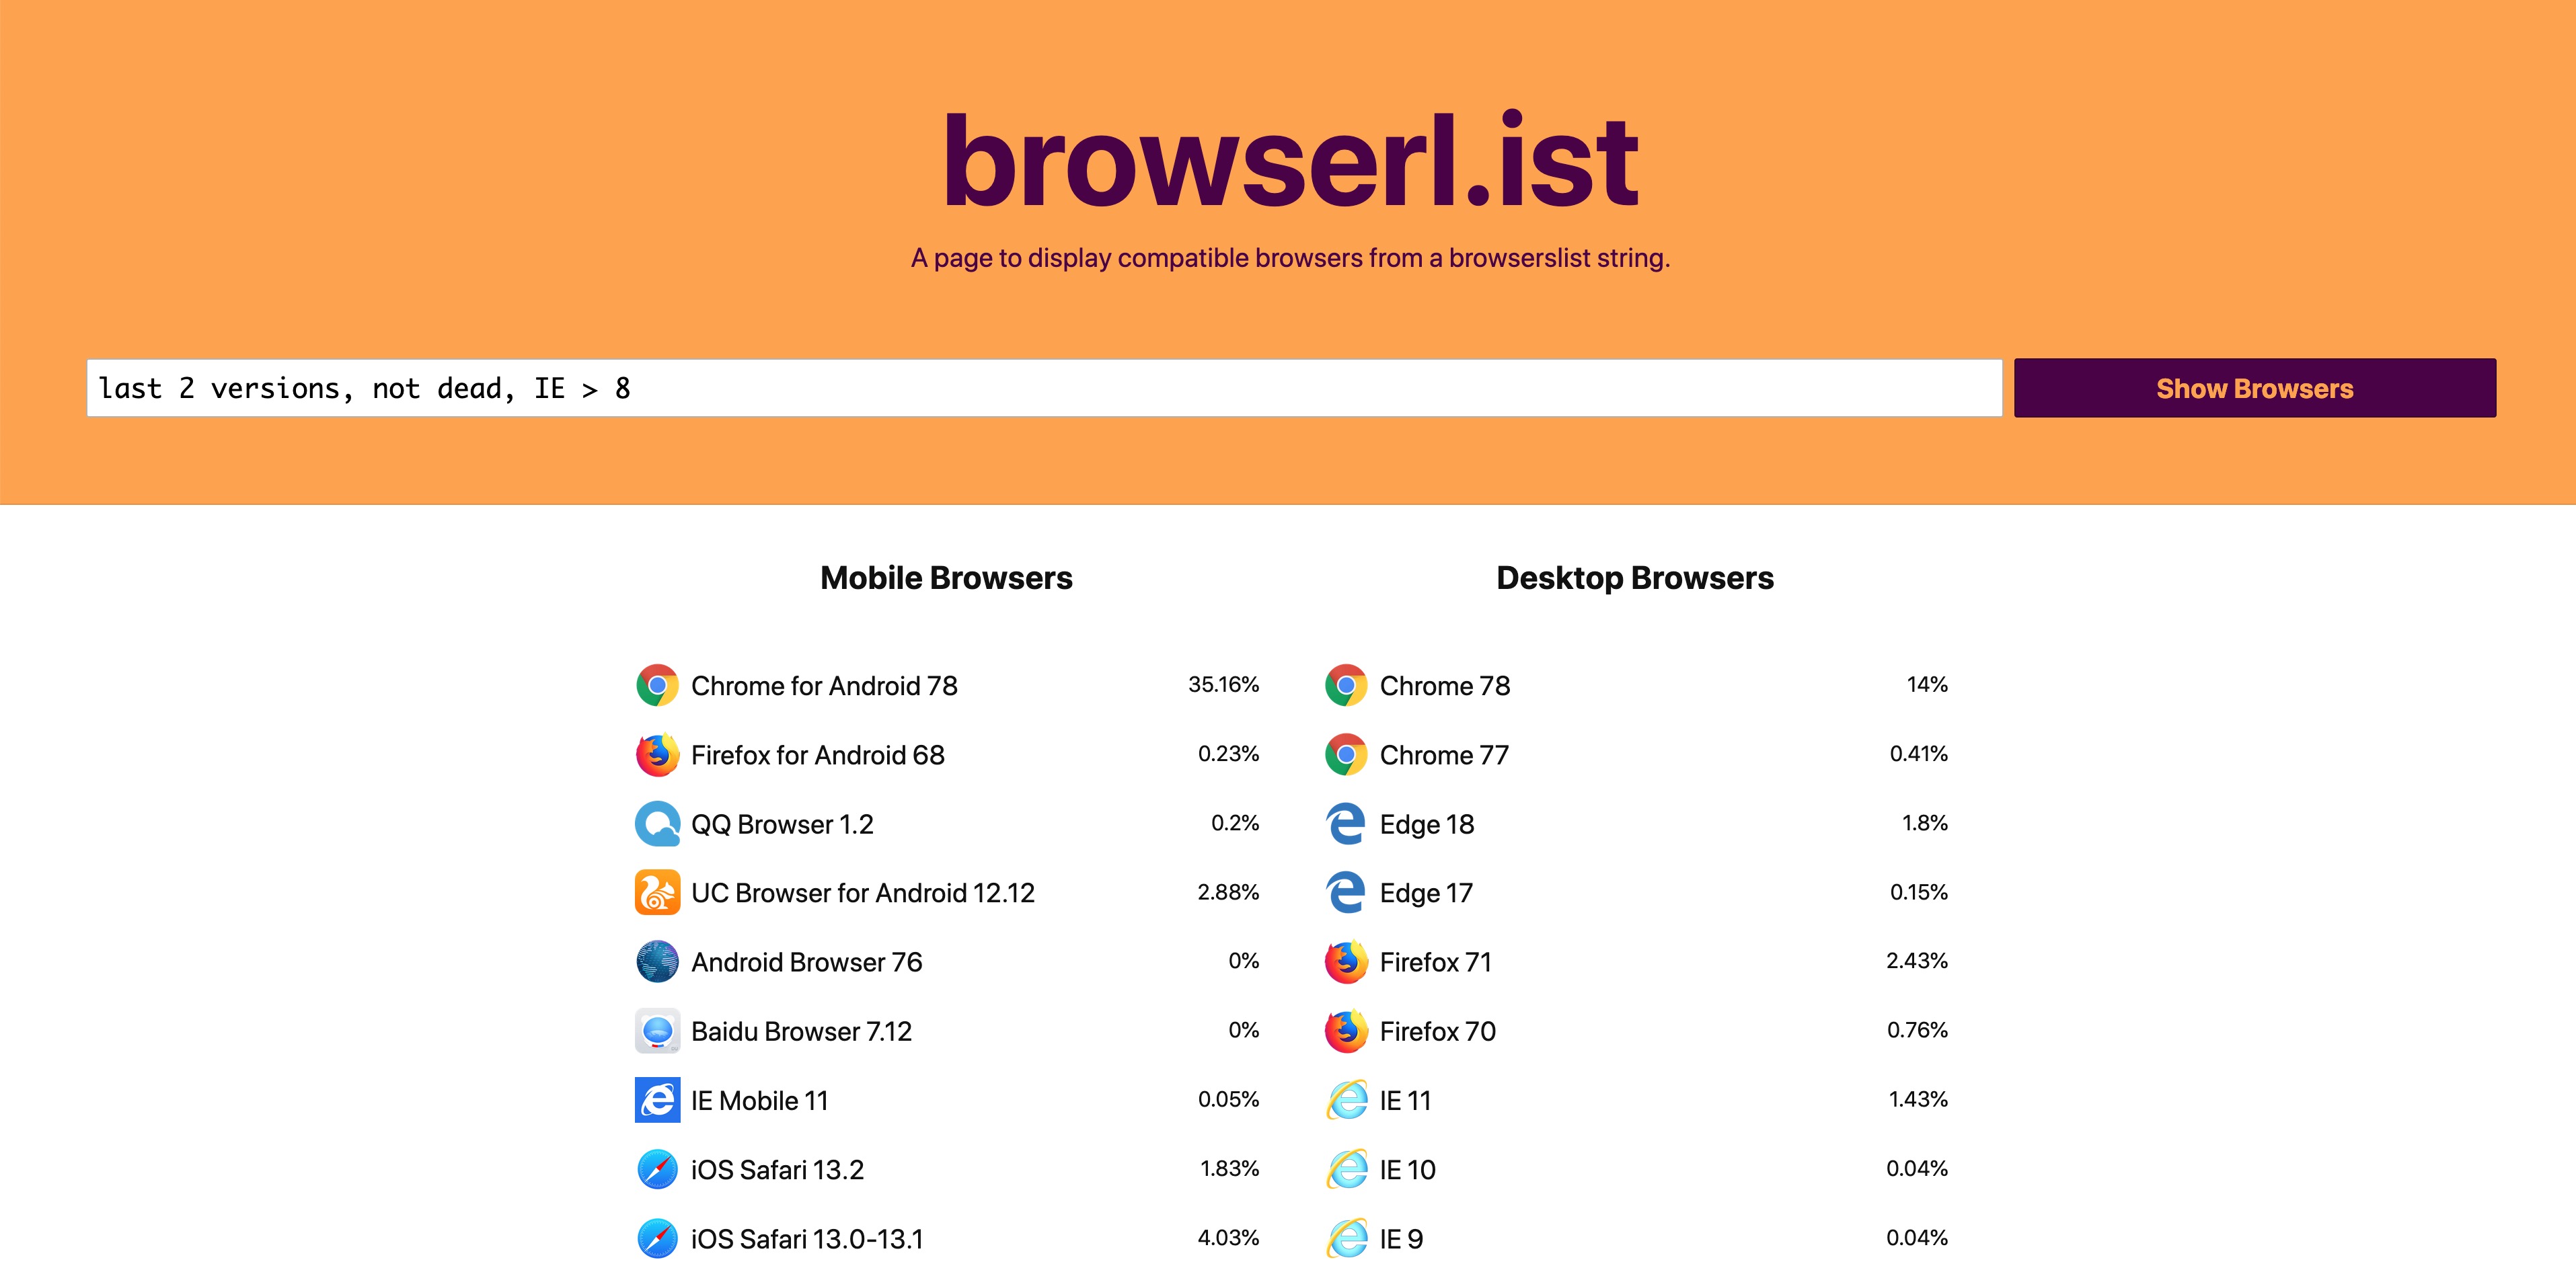 browserl.ist
A page to display compatible browsers from a browserslist string.
last 2 versions, not dead, IE > 8
Show Browsers
Mobile Browsers
Chrome for Android 78 35.16%
Firefox for Android 68 0.23%
QQ Browser 1.2 0.2%
UC Browser for Android 12.12 2.88%
Android Browser 76 0%
Baidu Browser 7.12 0%
IE Mobile 11 0.05%
iOS Safari 13.2 1.83%
iOS Safari 13.0-13.1 4.03%
Desktop Browsers
Chrome 78 14%
Chrome 77 0.41%
Edge 18 1.8%
Edge 17 0.15%
Firefox 71 2.43%
Firefox 70 0.76%
IE 11 1.43%
IE 10 0.04%
IE 9 0.04%